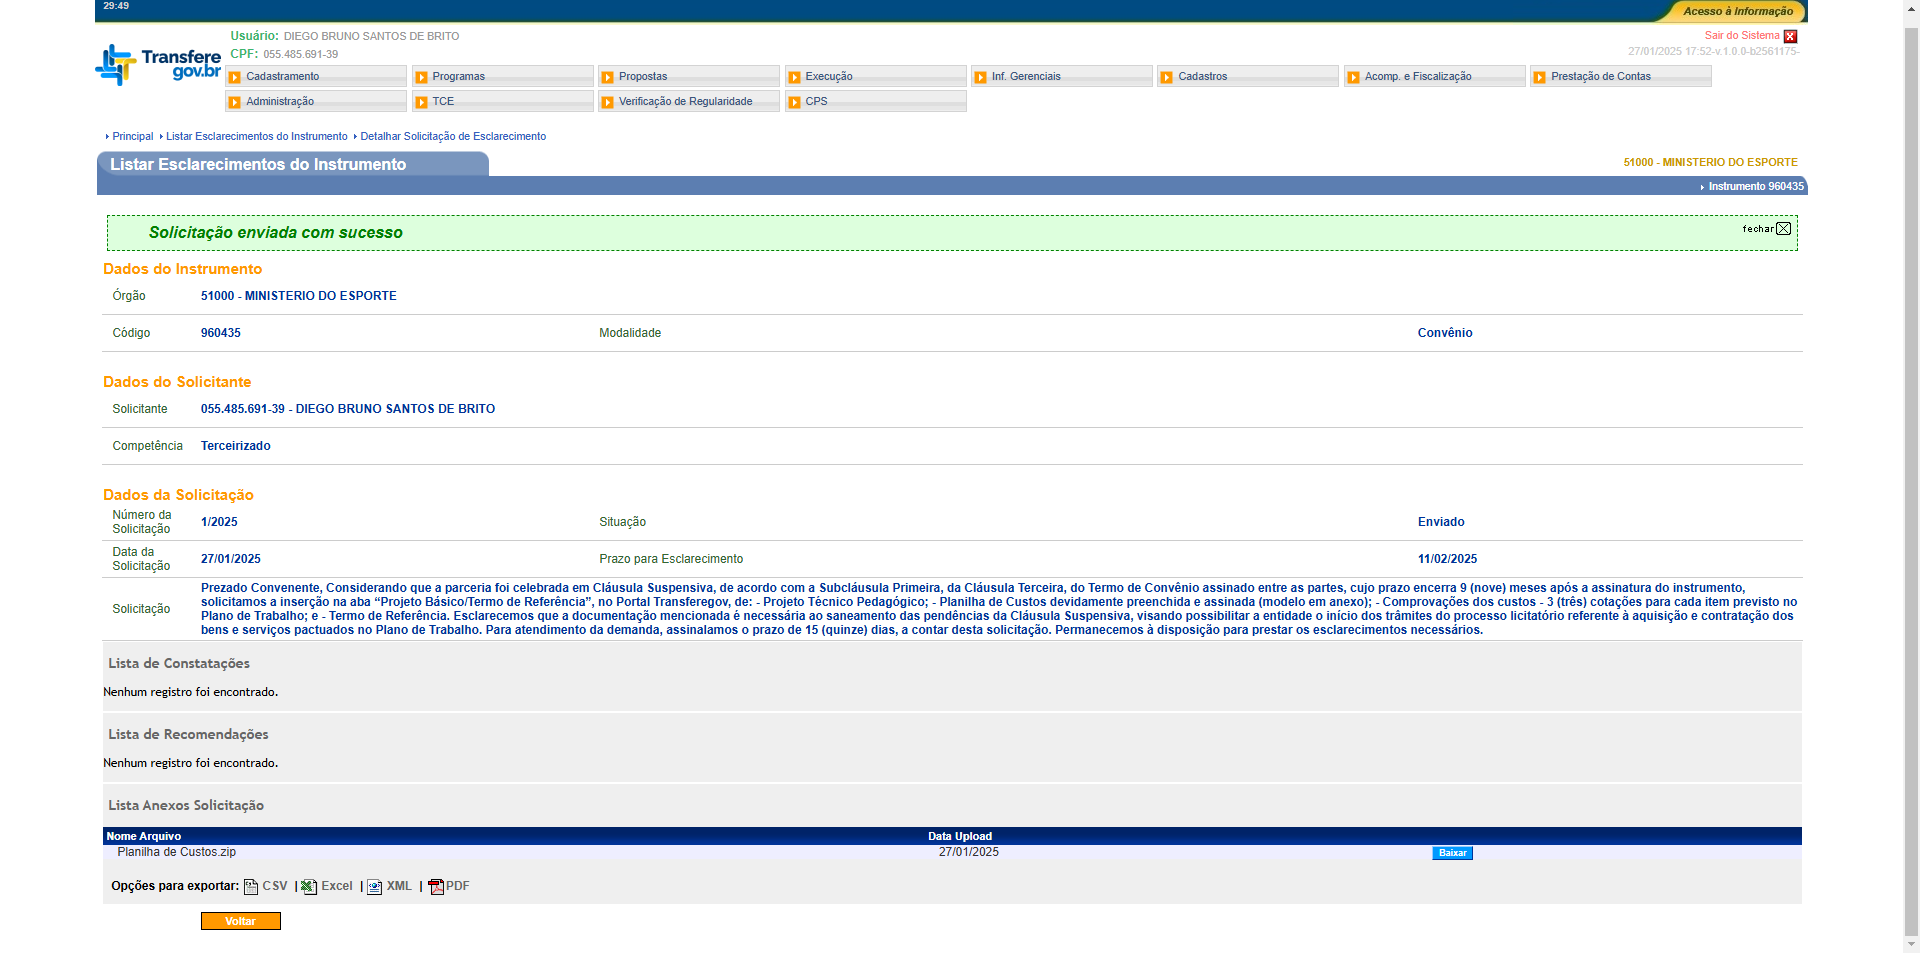 29:49
Acesso à Informação
Transfere
gov.br
Usuário: DIEGO BRUNO SANTOS DE BRITO
CPF: 055.485.691-39
Sair do Sistema
27/01/2025 17:52-v.1.0.0-b2561175-
Cadastramento
Programas
Propostas
Execução
Inf. Gerenciais
Cadastros
Acomp. e Fiscalização
Prestação de Contas
Administração
TCE
Verificação de Regularidade
CPS
Principal Listar Esclarecimentos do Instrumento Detalhar Solicitação de Esclarecimento
Listar Esclarecimentos do Instrumento
51000 - MINISTERIO DO ESPORTE
Instrumento 960435
Solicitação enviada com sucesso
fechar
Dados do Instrumento
Órgão 51000 - MINISTERIO DO ESPORTE
Código 960435 Modalidade Convênio
Dados do Solicitante
Solicitante 055.485.691-39 - DIEGO BRUNO SANTOS DE BRITO
Competência Terceirizado
Dados da Solicitação
Número da
Solicitação 1/2025 Situação Enviado
Data da
Solicitação 27/01/2025 Prazo para Esclarecimento 11/02/2025
Solicitação
Prezado Convenente, Considerando que a parceria foi celebrada em Cláusula Suspensiva, de acordo com a Subcláusula Primeira, da Cláusula Terceira, do Termo de Convênio assinado entre as partes, cujo prazo encerra 9 (nove) meses após a assinatura do instrumento,
solicitamos a inserção na aba “Projeto Básico/Termo de Referência”, no Portal Transferegov, de: - Projeto Técnico Pedagógico; - Planilha de Custos devidamente preenchida e assinada (modelo em anexo); - Comprovações dos custos - 3 (três) cotações para cada item previsto no
Plano de Trabalho; e - Termo de Referência. Esclarecemos que a documentação mencionada é necessária ao saneamento das pendências da Cláusula Suspensiva, visando possibilitar a entidade o início dos trâmites do processo licitatório referente à aquisição e contratação dos
bens e serviços pactuados no Plano de Trabalho. Para atendimento da demanda, assinalamos o prazo de 15 (quinze) dias, a contar desta solicitação. Permanecemos à disposição para prestar os esclarecimentos necessários.
Lista de Constatações
Nenhum registro foi encontrado.
Lista de Recomendações
Nenhum registro foi encontrado.
Lista Anexos Solicitação
Nome Arquivo Data Upload
Planilha de Custos.zip 27/01/2025 Baixar
Opções para exportar: CSV | Excel | XML | PDF
Voltar